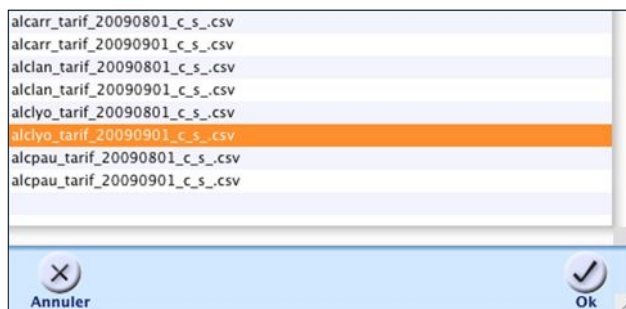 alcarr_tarif_20090801_c_s_.csv
alcarr_tarif_20090901_c_s_.csv
alclan_tarif_20090801_c_s_.csv
alclan_tarif_20090901_c_s_.csv
alclyo_tarif_20090801_c_s_.csv
alclyo_tarif_20090901_c_s_.csv
alcpau_tarif_20090801_c_s_.csv
alcpau_tarif_20090901_c_s_.csv
Annuler Ok